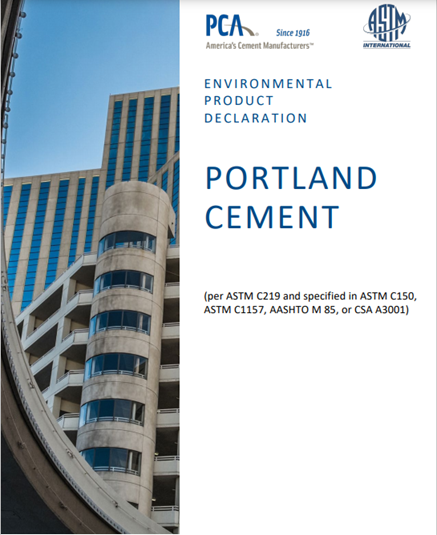 PCA
Since 1916
America's Cement Manufacturers™
ASTM
INTERNATIONAL
ENVIRONMENTAL
PRODUCT
DECLARATION
PORTLAND
CEMENT
(per ASTM C219 and specified in ASTM C150,
ASTM C1157, AASHTO M 85, or CSA A3001)